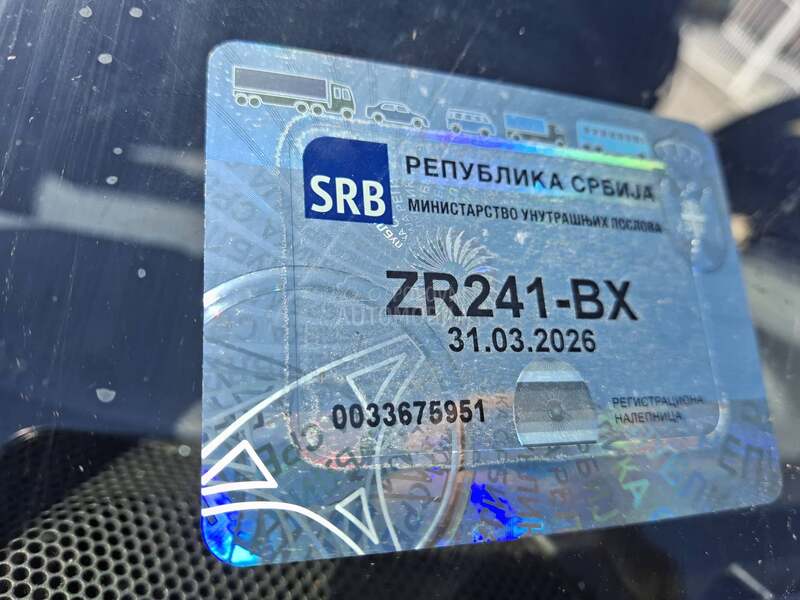 SRB
РЕПУБЛИКА СРБИЈА
МИНИСТАРСТВО УНУТРАШЊИХ ПОСЛОВА
ZR241-BX
31.03.2026
0033675951
РЕГИСТРАЦИОНА
НАЛЕПНИЦА